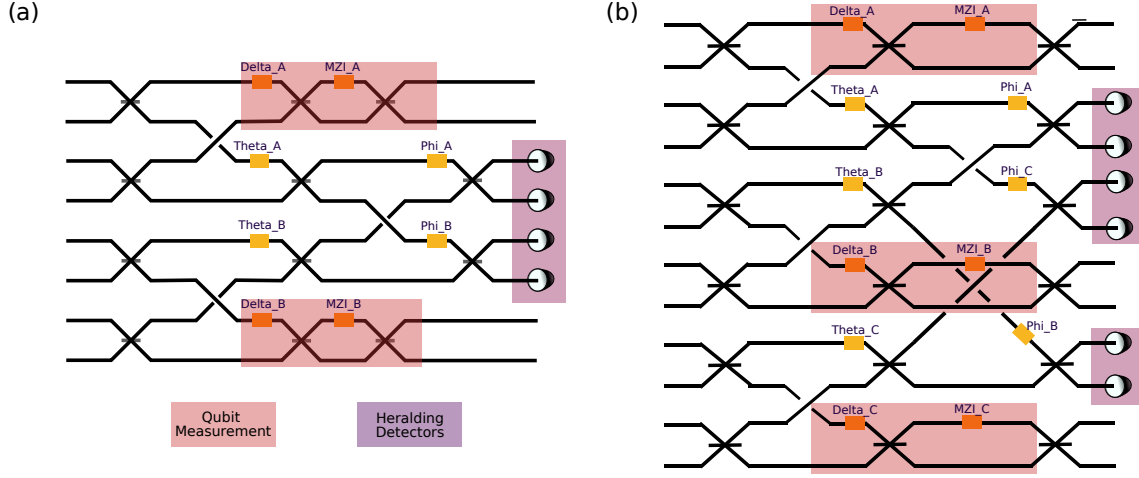 (a)
Delta_A
MZI_A
Theta_A
Phi_A
Theta_B
Phi_B
Delta_B
MZI_B
Qubit
Measurement
Heralding
Detectors
(b)
Delta_A
MZI_A
Theta_A
Phi_A
Theta_B
Phi_C
Delta_B
MZI_B
Theta_C
Phi_B
Delta_C
MZI_C